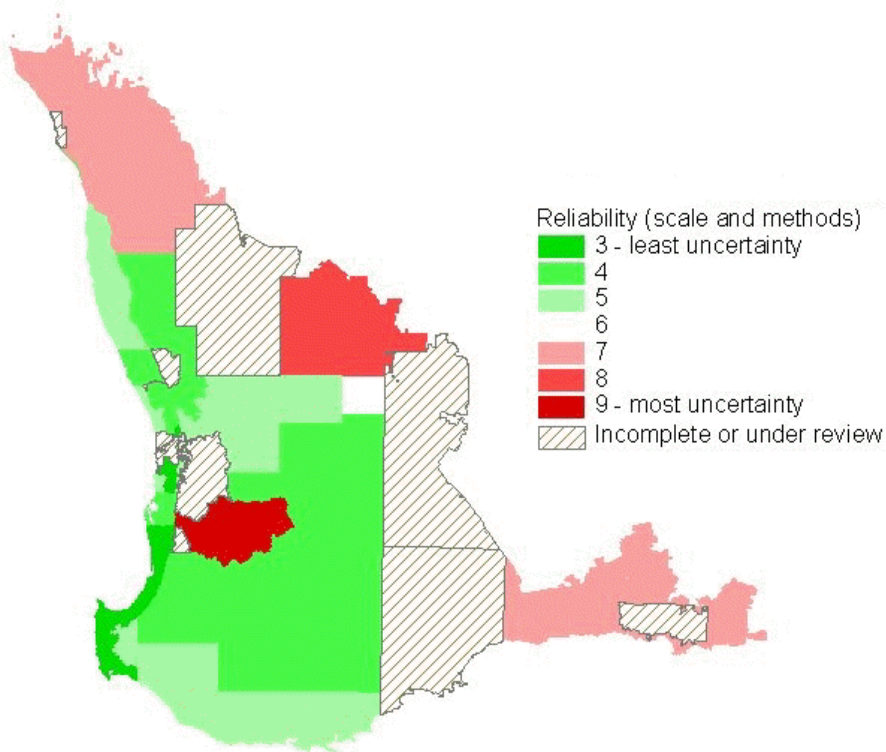 Reliability (scale and methods)
3 - least uncertainty
4
5
6
7
8
9 - most uncertainty
Incomplete or under review